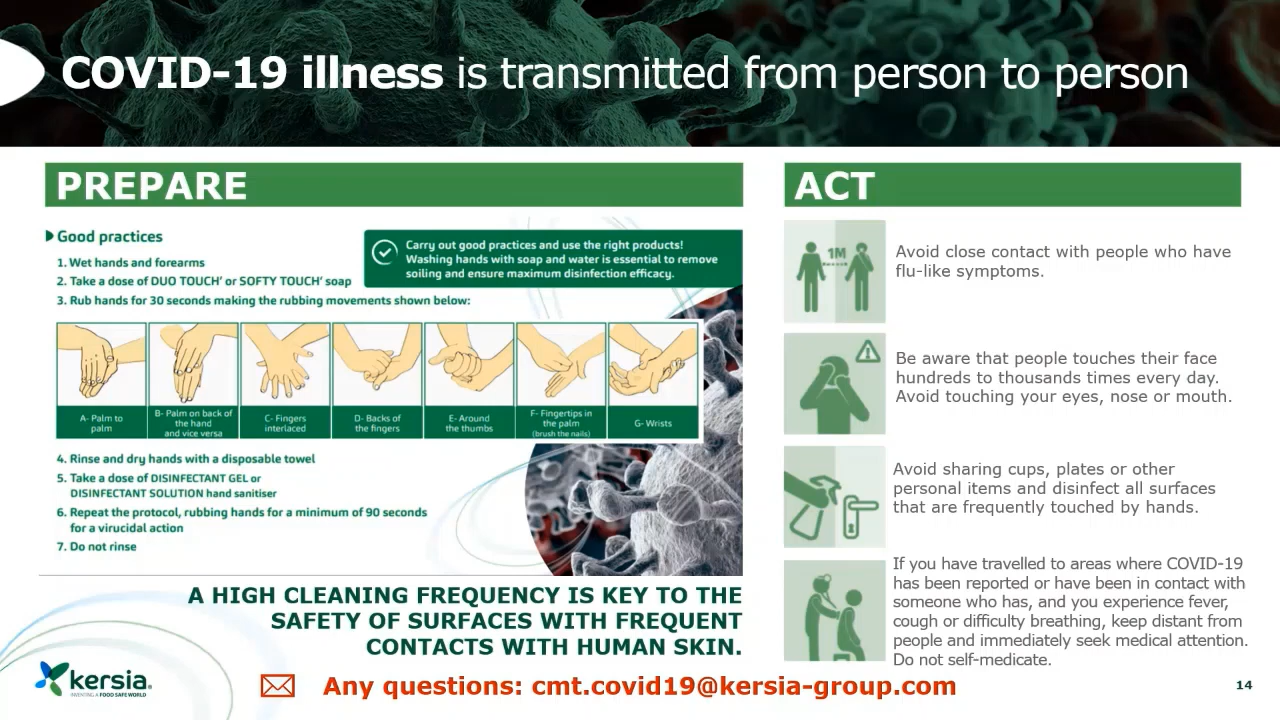 COVID-19 illness is transmitted from person to person
PREPARE
Good practices
Carry out good practices and use the right products!
Washing hands with soap and water is essential to remove
soiling and ensure maximum disinfection efficacy.
1. Wet hands and forearms
2. Take a dose of DUO TOUCH’ or SOFTY TOUCH’ soap
3. Rub hands for 30 seconds making the rubbing movements shown below:
A- Palm to
palm
B- Palm on back of
the hand
and vice versa
C- Fingers
interlaced
D- Backs of
the fingers
E- Around
the thumbs
F- Fingertips in
the palm
(brush the nails)
G- Wrists
4. Rinse and dry hands with a disposable towel
5. Take a dose of DISINFECTANT GEL or
DISINFECTANT SOLUTION hand sanitiser
6. Repeat the protocol, rubbing hands for a minimum of 90 seconds
for a virucidal action
7. Do not rinse
A HIGH CLEANING FREQUENCY IS KEY TO THE
SAFETY OF SURFACES WITH FREQUENT
CONTACTS WITH HUMAN SKIN.
ACT
1M
Avoid close contact with people who have
flu-like symptoms.
Be aware that people touches their face
hundreds to thousands times every day.
Avoid touching your eyes, nose or mouth.
Avoid sharing cups, plates or other
personal items and disinfect all surfaces
that are frequently touched by hands.
If you have travelled to areas where COVID-19
has been reported or have been in contact with
someone who has, and you experience fever,
cough or difficulty breathing, keep distant from
people and immediately seek medical attention.
Do not self-medicate.
kersia
INVENTING A FOOD SAFE WORLD
Any questions: cmt.covid19@kersia-group.com
14